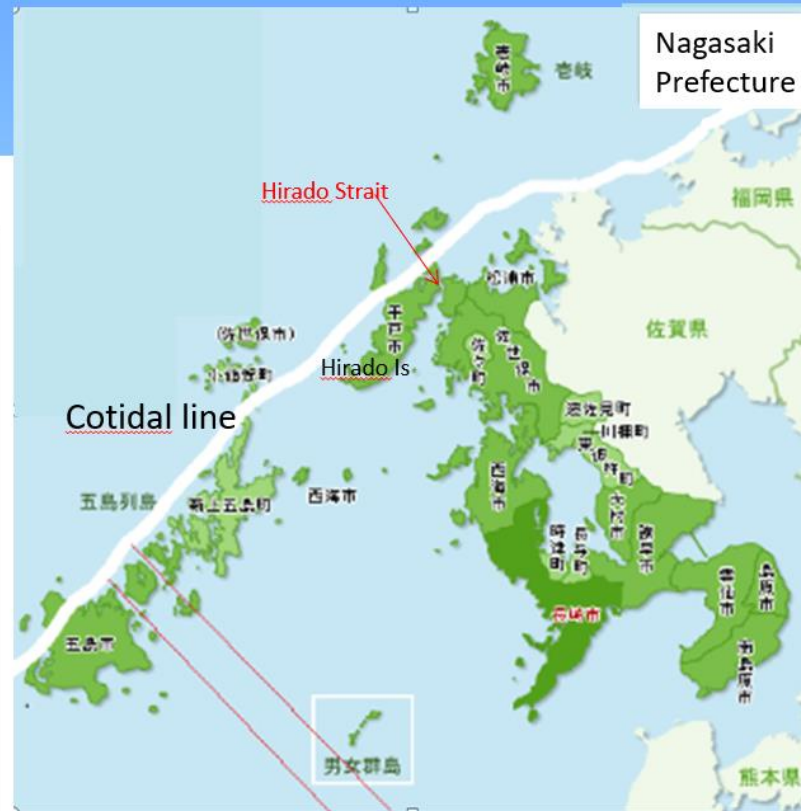 Nagasaki
Prefecture
壱岐市
壱岐
Hirado Strait
福岡県
松浦市
平戸市
佐賀県
(佐世保市)
佐々町
佐世保市
Hirado Is
小値賀町
波佐見町
Cotidal line
川棚町
東彼杵町
西海市
五島列島
新上五島町
西海市
大村市
時津町
長与町
諫早市
雲仙市
島原市
長崎市
五島市
南島原市
男女群島
熊本県